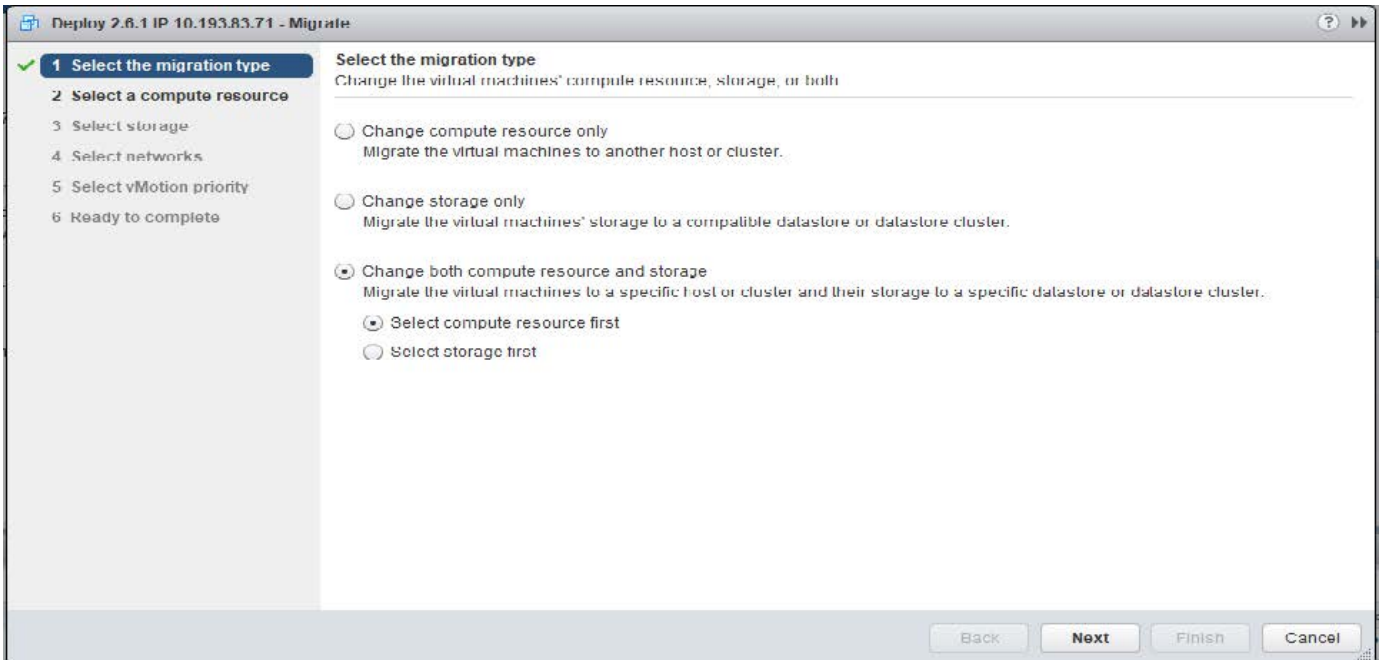 Deploy 2.6.1 IP 10.193.83.71 - Migrate
1 Select the migration type
2 Select a compute resource
3 Select storage
4 Select networks
5 Select vMotion priority
6 Ready to complete
Select the migration type
Change the virtual machines' compute resource, storage, or both
Change compute resource only
Migrate the virtual machines to another host or cluster.
Change storage only
Migrate the virtual machines' storage to a compatible datastore or datastore cluster.
Change both compute resource and storage
Migrate the virtual machines to a specific host or cluster and their storage to a specific datastore or datastore cluster.
Select compute resource first
Select storage first
Back Next Finish Cancel